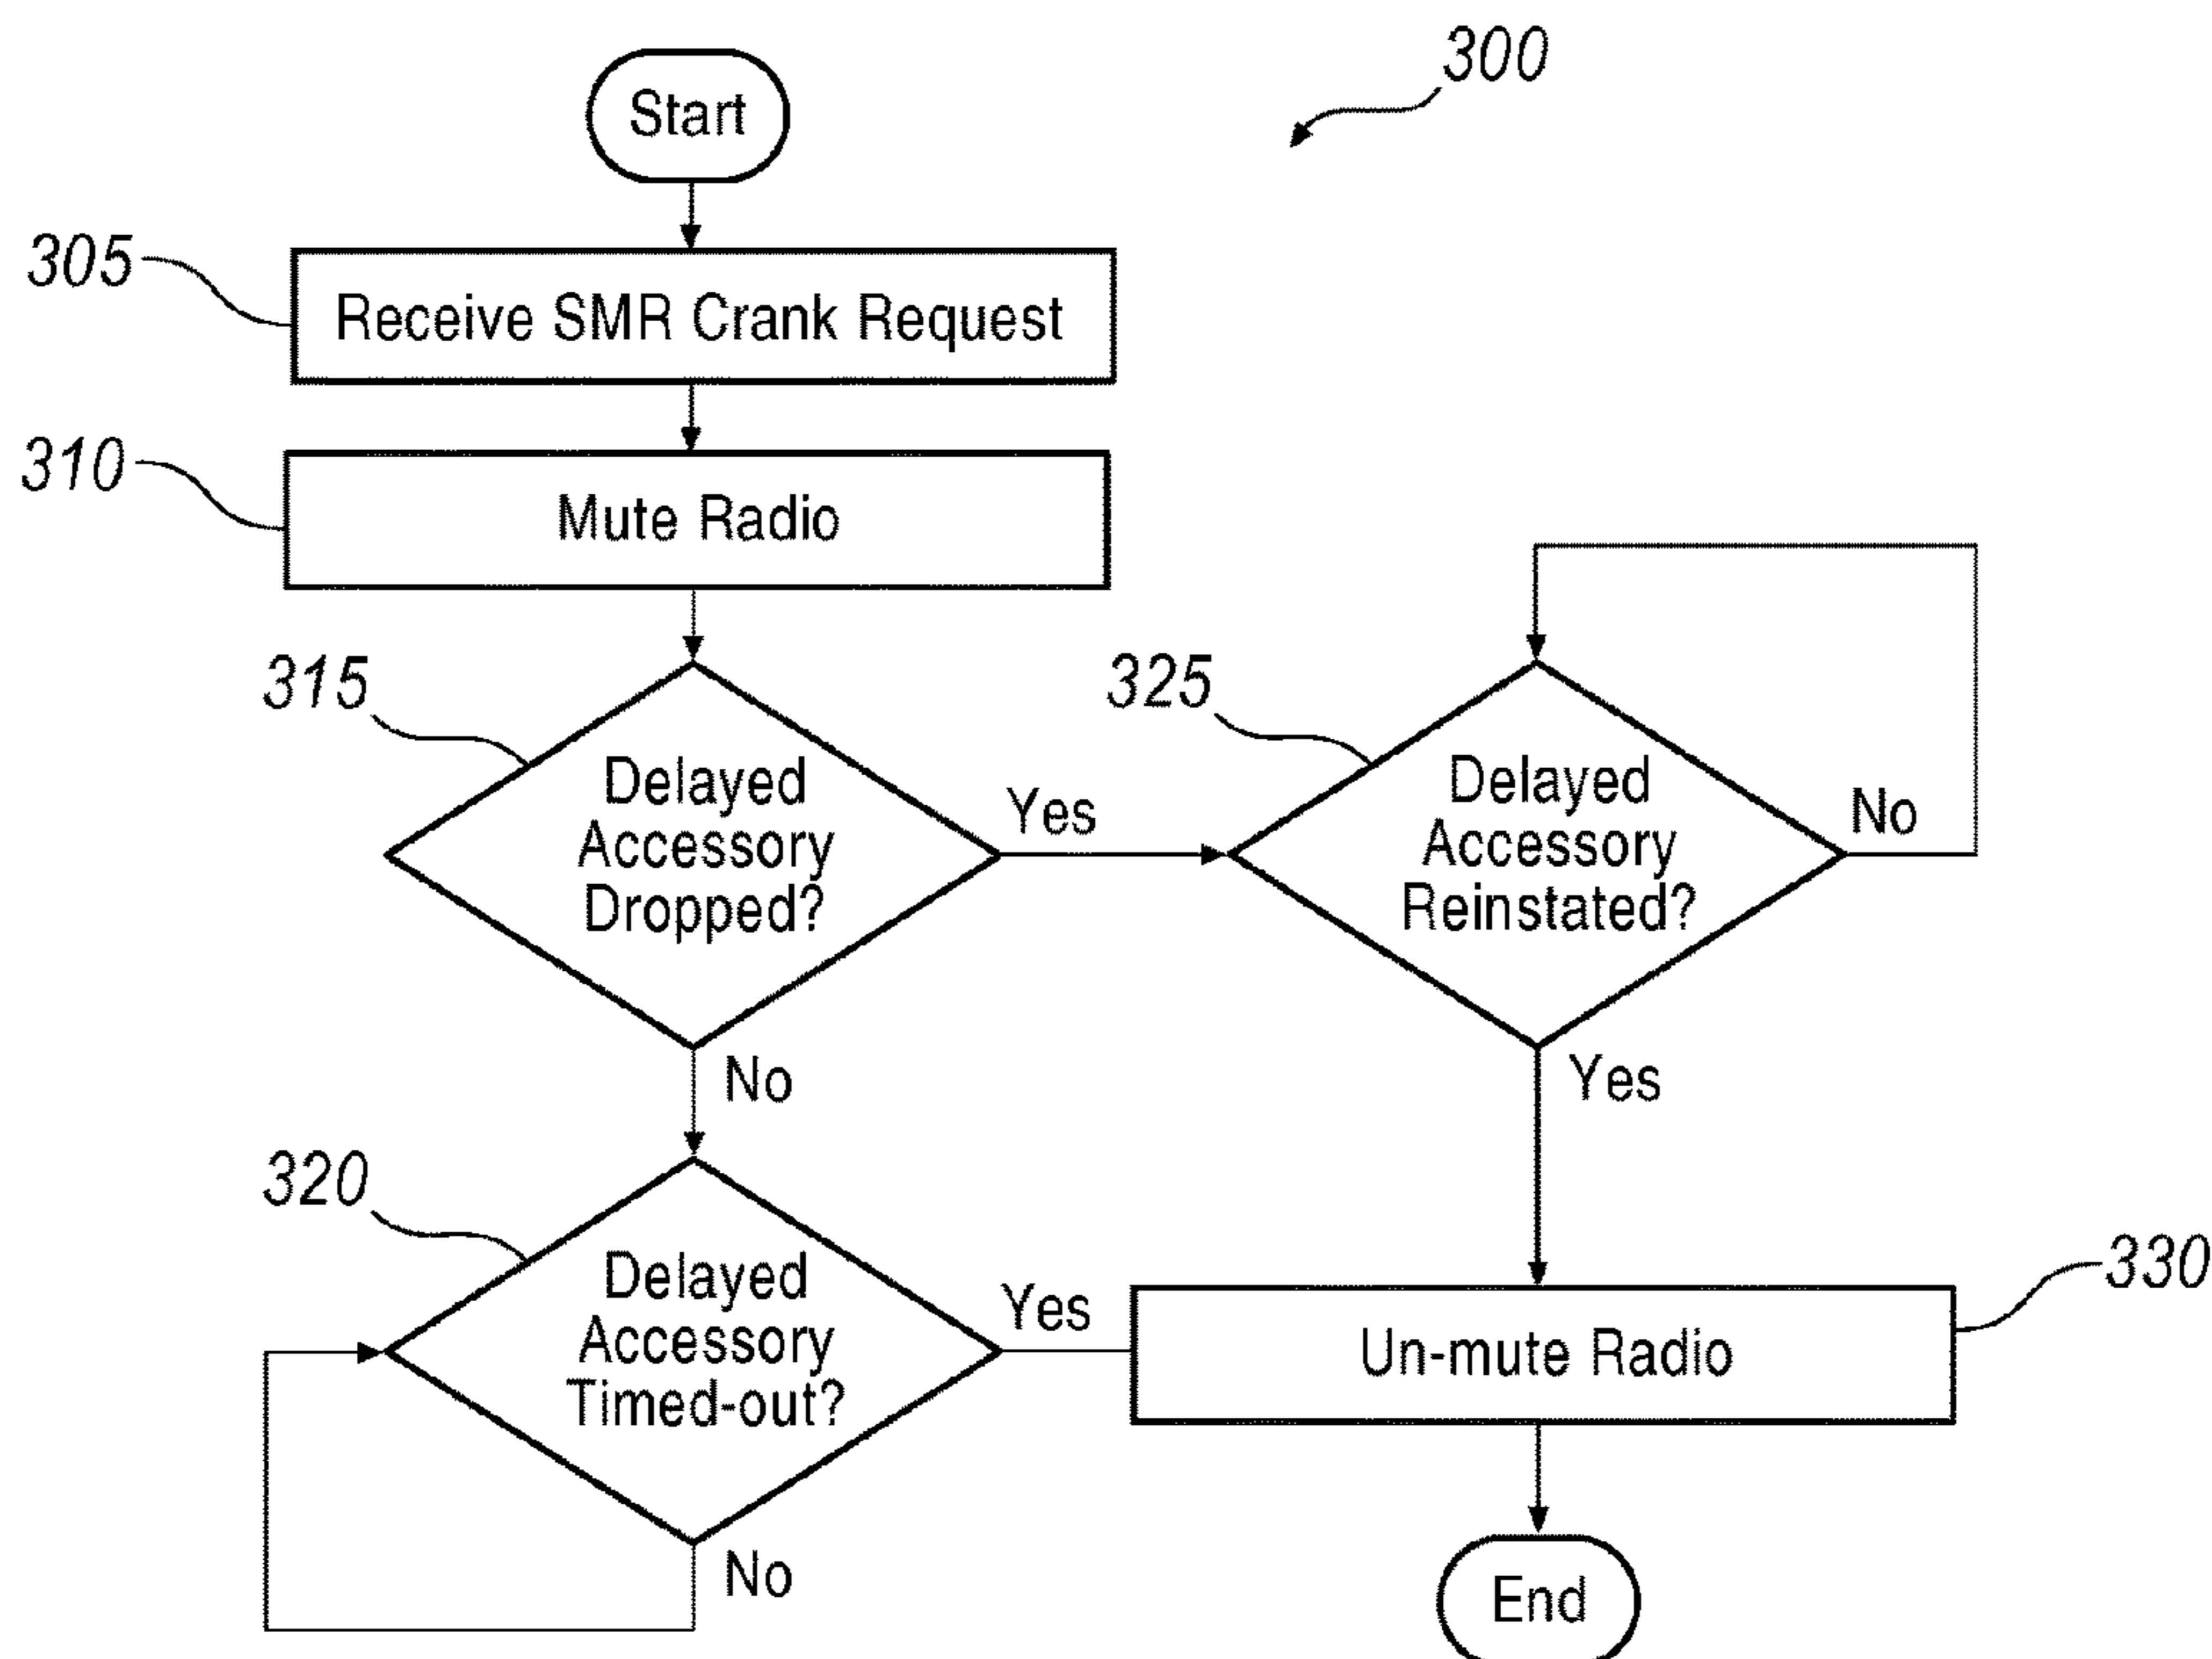 300
Start
305
Receive SMR Crank Request
310
Mute Radio
315
Delayed
Accessory
Dropped?
Yes
325
Delayed
Accessory
Reinstated?
No
No
Yes
320
Delayed
Accessory
Timed-out?
Yes
330
Un-mute Radio
No
End